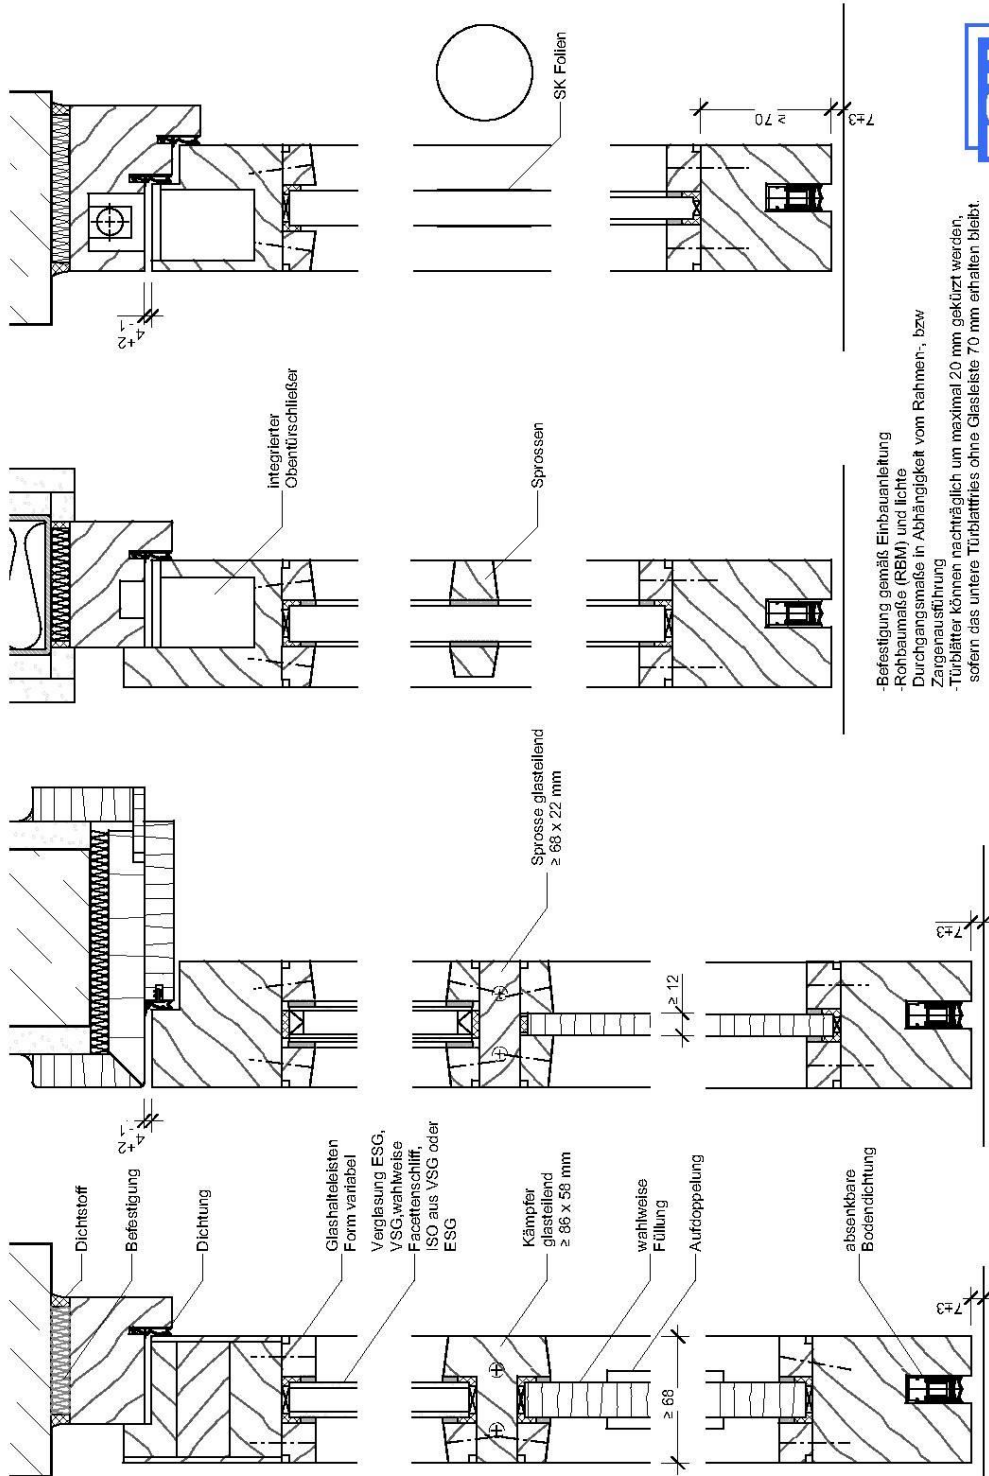 Dichtstoff
Befestigung
Dichtung
Glashalteleisten
Form variabel
Verglasung ESG,
VSG,wahlweise
Facettenschliff,
ISO aus VSG oder
ESG
Kämpfer
glasteilend
≥ 86 x 58 mm
wahlweise
Füllung
Aufdoppelung
absenkbare
Bodendichtung
≥ 68
7±3
4+2
-1
Sprosse glasteilend
≥ 68 x 22 mm
≥ 12
7±3
integrierter
Obentürschließer
Sprossen
4+2
-1
SK Folien
≥ 70
7±3
-Befestigung gemäß Einbauanleitung
-Rohbaumaße (RBM) und lichte
Durchgangsmaße in Abhängigkeit vom Rahmen-, bzw
Zargenausführung
-Türblätter können nachträglich um maximal 20 mm gekürzt werden,
sofern das untere Türblattfries ohne Glasleiste 70 mm erhalten bleibt.